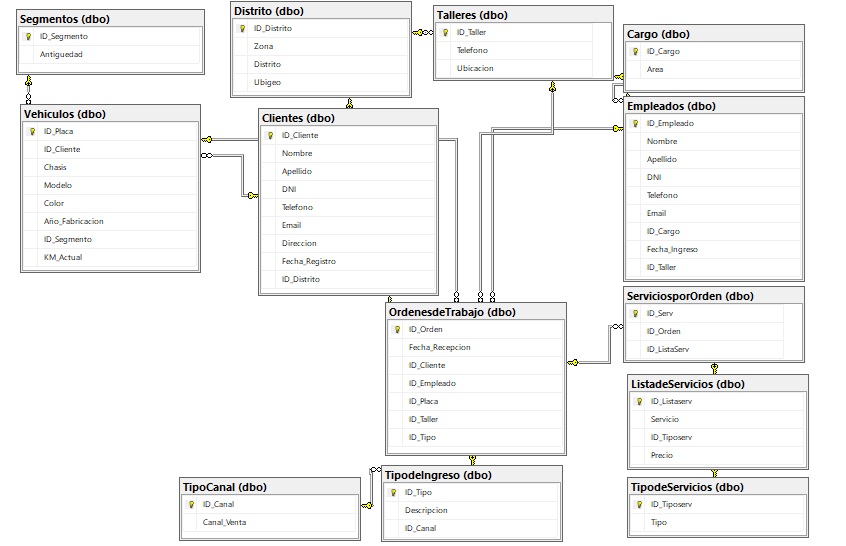 Segmentos (dbo)
ID_Segmento
Antiguedad
Distrito (dbo)
ID_Distrito
Zona
Distrito
Ubigeo
Talleres (dbo)
ID_Taller
Telefono
Ubicacion
Cargo (dbo)
ID_Cargo
Area
Vehiculos (dbo)
ID_Placa
ID_Cliente
Chasis
Modelo
Color
Año_Fabricacion
ID_Segmento
KM_Actual
Clientes (dbo)
ID_Cliente
Nombre
Apellido
DNI
Telefono
Email
Direccion
Fecha_Registro
ID_Distrito
Empleados (dbo)
ID_Empleado
Nombre
Apellido
DNI
Telefono
Email
ID_Cargo
Fecha_Ingreso
ID_Taller
OrdenesdeTrabajo (dbo)
ID_Orden
Fecha_Recepcion
ID_Cliente
ID_Empleado
ID_Placa
ID_Taller
ID_Tipo
ServiciosporOrden (dbo)
ID_Serv
ID_Orden
ID_ListaServ
ListadeServicios (dbo)
ID_Listaserv
Servicio
ID_Tiposerv
Precio
TipoCanal (dbo)
ID_Canal
Canal_Venta
TipodeIngreso (dbo)
ID_Tipo
Descripcion
ID_Canal
TipodeServicios (dbo)
ID_Tiposerv
Tipo